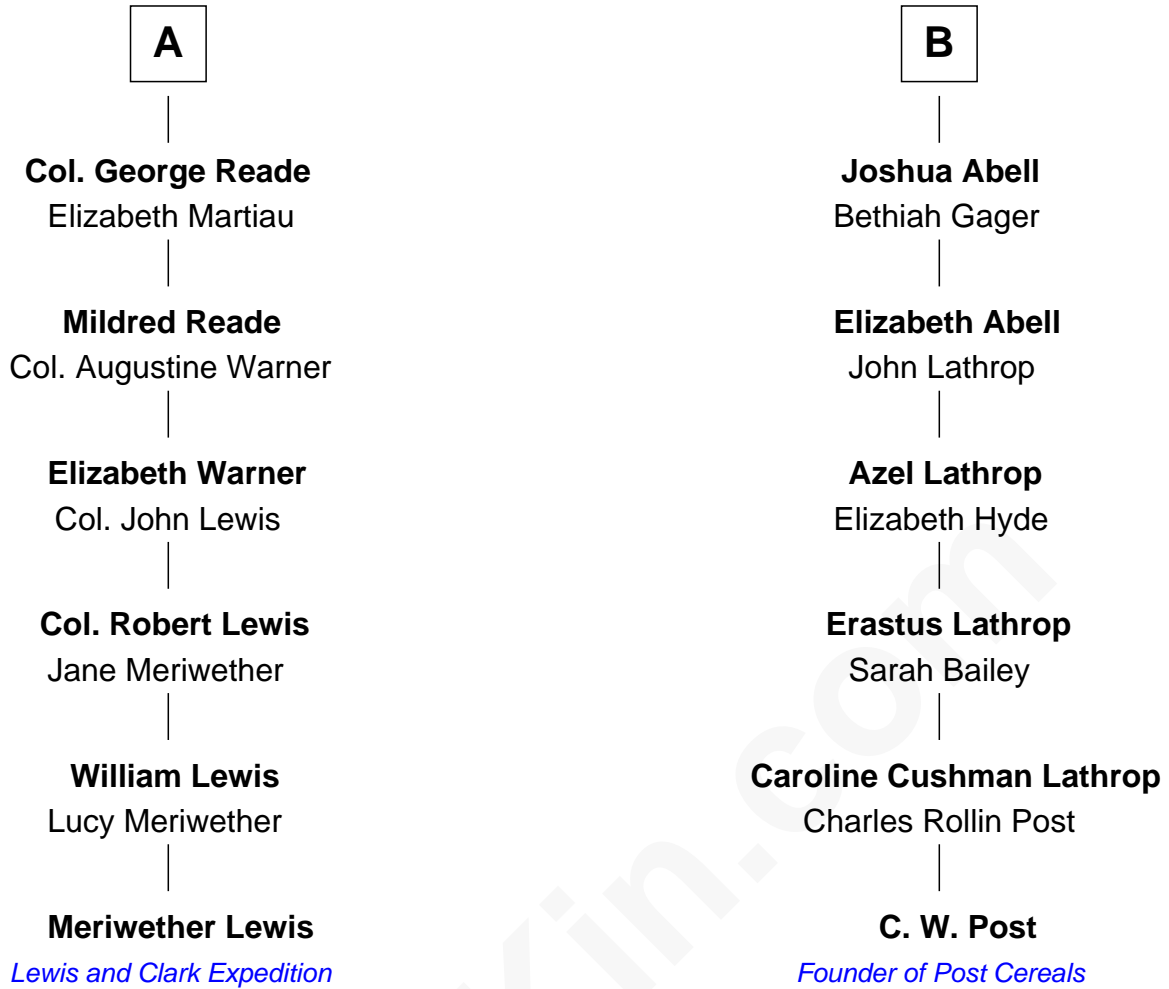 A
Col. George Reade
Elizabeth Martiau
Mildred Reade
Col. Augustine Warner
Elizabeth Warner
Col. John Lewis
Col. Robert Lewis
Jane Meriwether
William Lewis
Lucy Meriwether
Meriwether Lewis
Lewis and Clark Expedition
B
Joshua Abell
Bethiah Gager
Elizabeth Abell
John Lathrop
Azel Lathrop
Elizabeth Hyde
Erastus Lathrop
Sarah Bailey
Caroline Cushman Lathrop
Charles Rollin Post
C. W. Post
Founder of Post Cereals